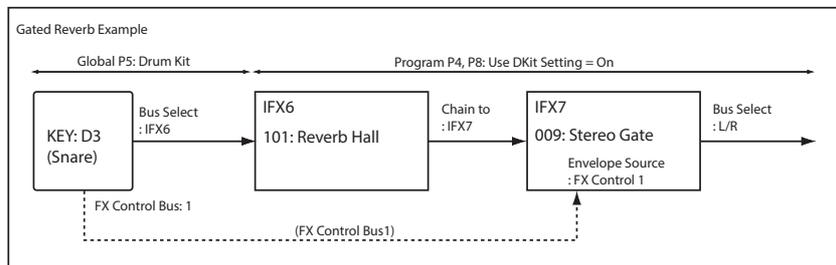 Gated Reverb Example
Global P5: Drum Kit
Program P4, P8: Use DKit Setting = On
KEY: D3
(Snare)
Bus Select
: IFX6
IFX6
101: Reverb Hall
Chain to
: IFX7
IFX7
009: Stereo Gate
Envelope Source
: FX Control 1
Bus Select
: L/R
FX Control Bus: 1
(FX Control Bus1)